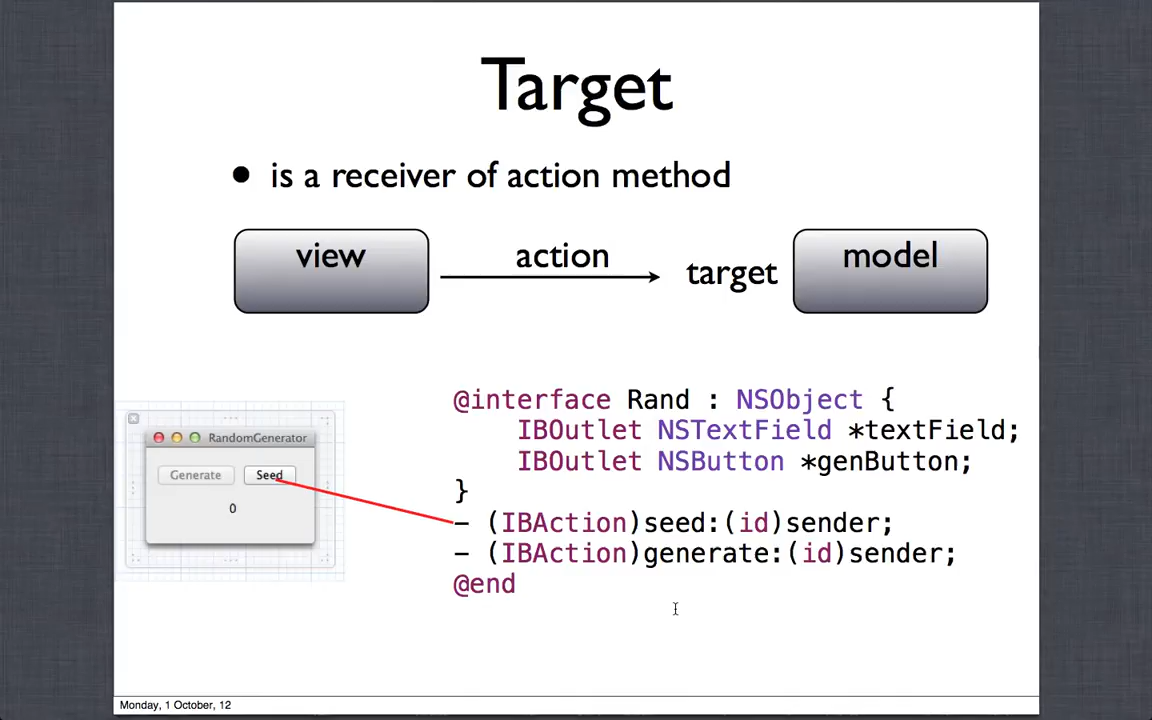 Target
• is a receiver of action method
view
action
target
model
RandomGenerator
Generate Seed
0
@interface Rand : NSObject {
IBOutlet NSTextField *textField;
IBOutlet NSButton *genButton;
}
- (IBAction)seed:(id)sender;
- (IBAction)generate:(id)sender;
@end
Monday, 1 October, 12